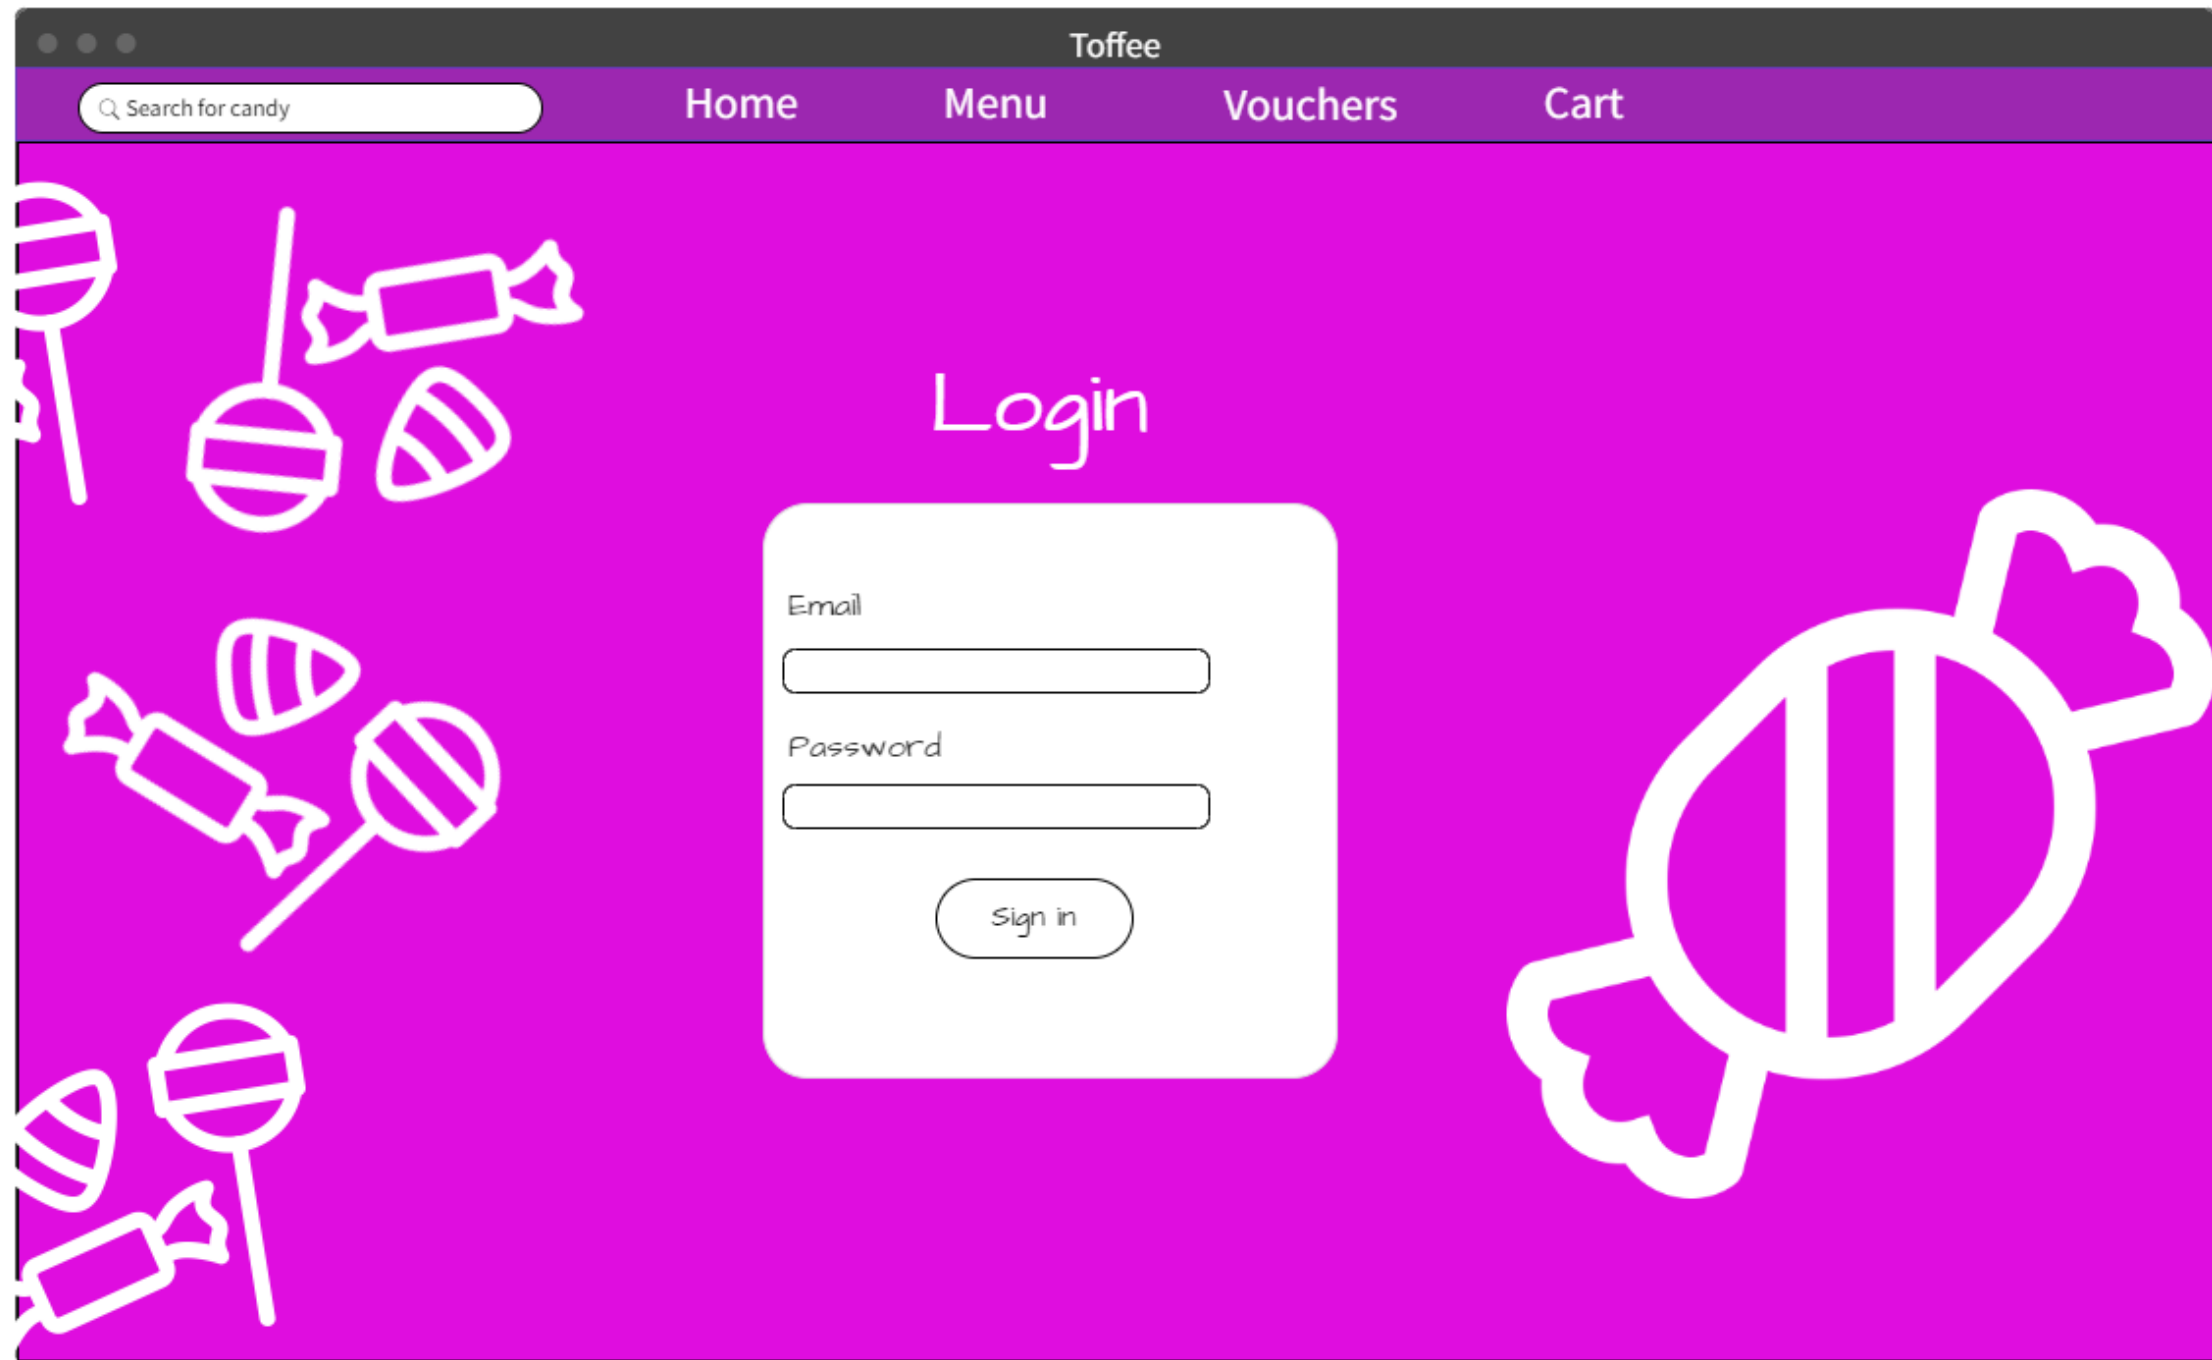 Toffee
Search for candy
Home Menu Vouchers Cart
Login
Email
Password
Sign in